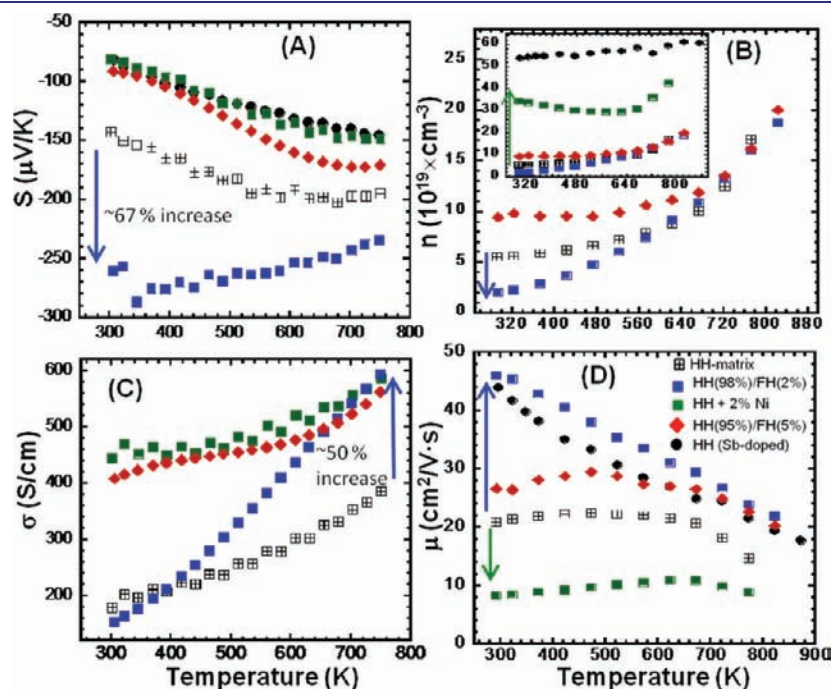 (A)
-50
-100
-150
-200
-250
-300
S (μV/K)
~67 % increase
300 400 500 600 700 800
(B)
25
20
15
10
5
0
n (10¹⁹× cm⁻³)
60
50
40
30
20
10
0
320 480 640 800
320 400 480 560 640 720 800 880
(C)
600
500
400
300
200
σ (S/cm)
~50 %
increase
300 400 500 600 700 800
Temperature (K)
(D)
50
40
30
20
10
0
μ (cm²/V·s)
HH-matrix
HH(98%)/FH(2%)
HH + 2% Ni
HH(95%)/FH(5%)
HH (Sb-doped)
300 400 500 600 700 800 900
Temperature (K)